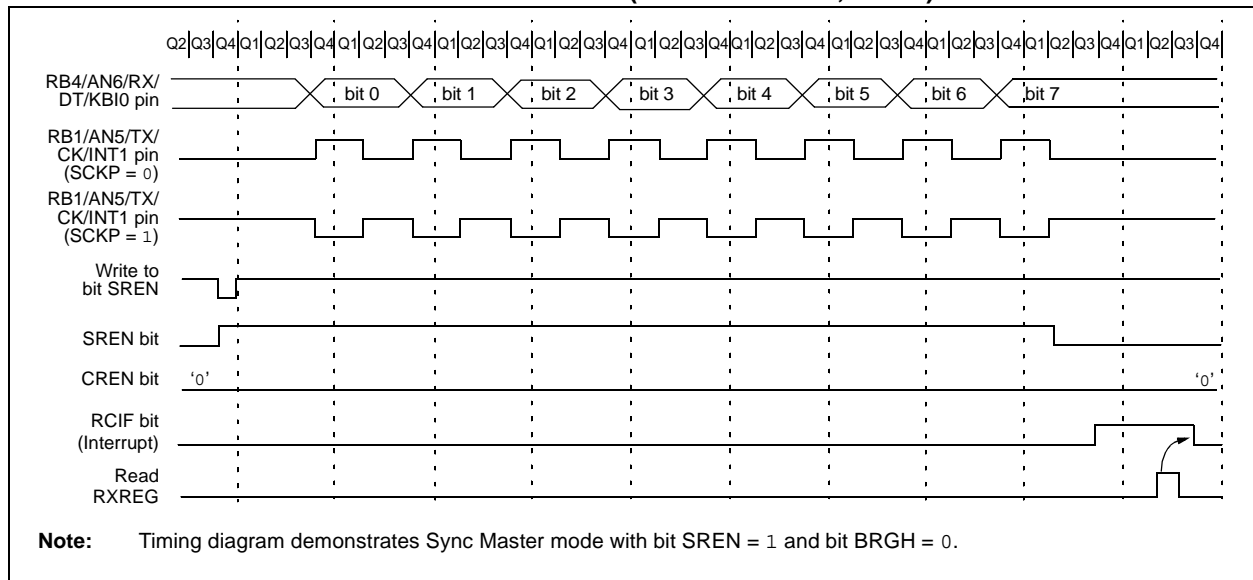 Q2|Q3|Q4|Q1|Q2|Q3|Q4|Q1|Q2|Q3|Q4|Q1|Q2|Q3|Q4|Q1|Q2|Q3|Q4|Q1|Q2|Q3|Q4|Q1|Q2|Q3|Q4|Q1|Q2|Q3|Q4|Q1|Q2|Q3|Q4|Q1|Q2|Q3|Q4|Q1|Q2|Q3|Q4
RB4/AN6/RX/
DT/KBI0 pin
bit 0 bit 1 bit 2 bit 3 bit 4 bit 5 bit 6 bit 7
RB1/AN5/TX/
CK/INT1 pin
(SCKP = 0)
RB1/AN5/TX/
CK/INT1 pin
(SCKP = 1)
Write to
bit SREN
SREN bit
CREN bit ‘0’ ‘0’
RCIF bit
(Interrupt)
Read
RXREG
Note: Timing diagram demonstrates Sync Master mode with bit SREN = 1 and bit BRGH = 0.